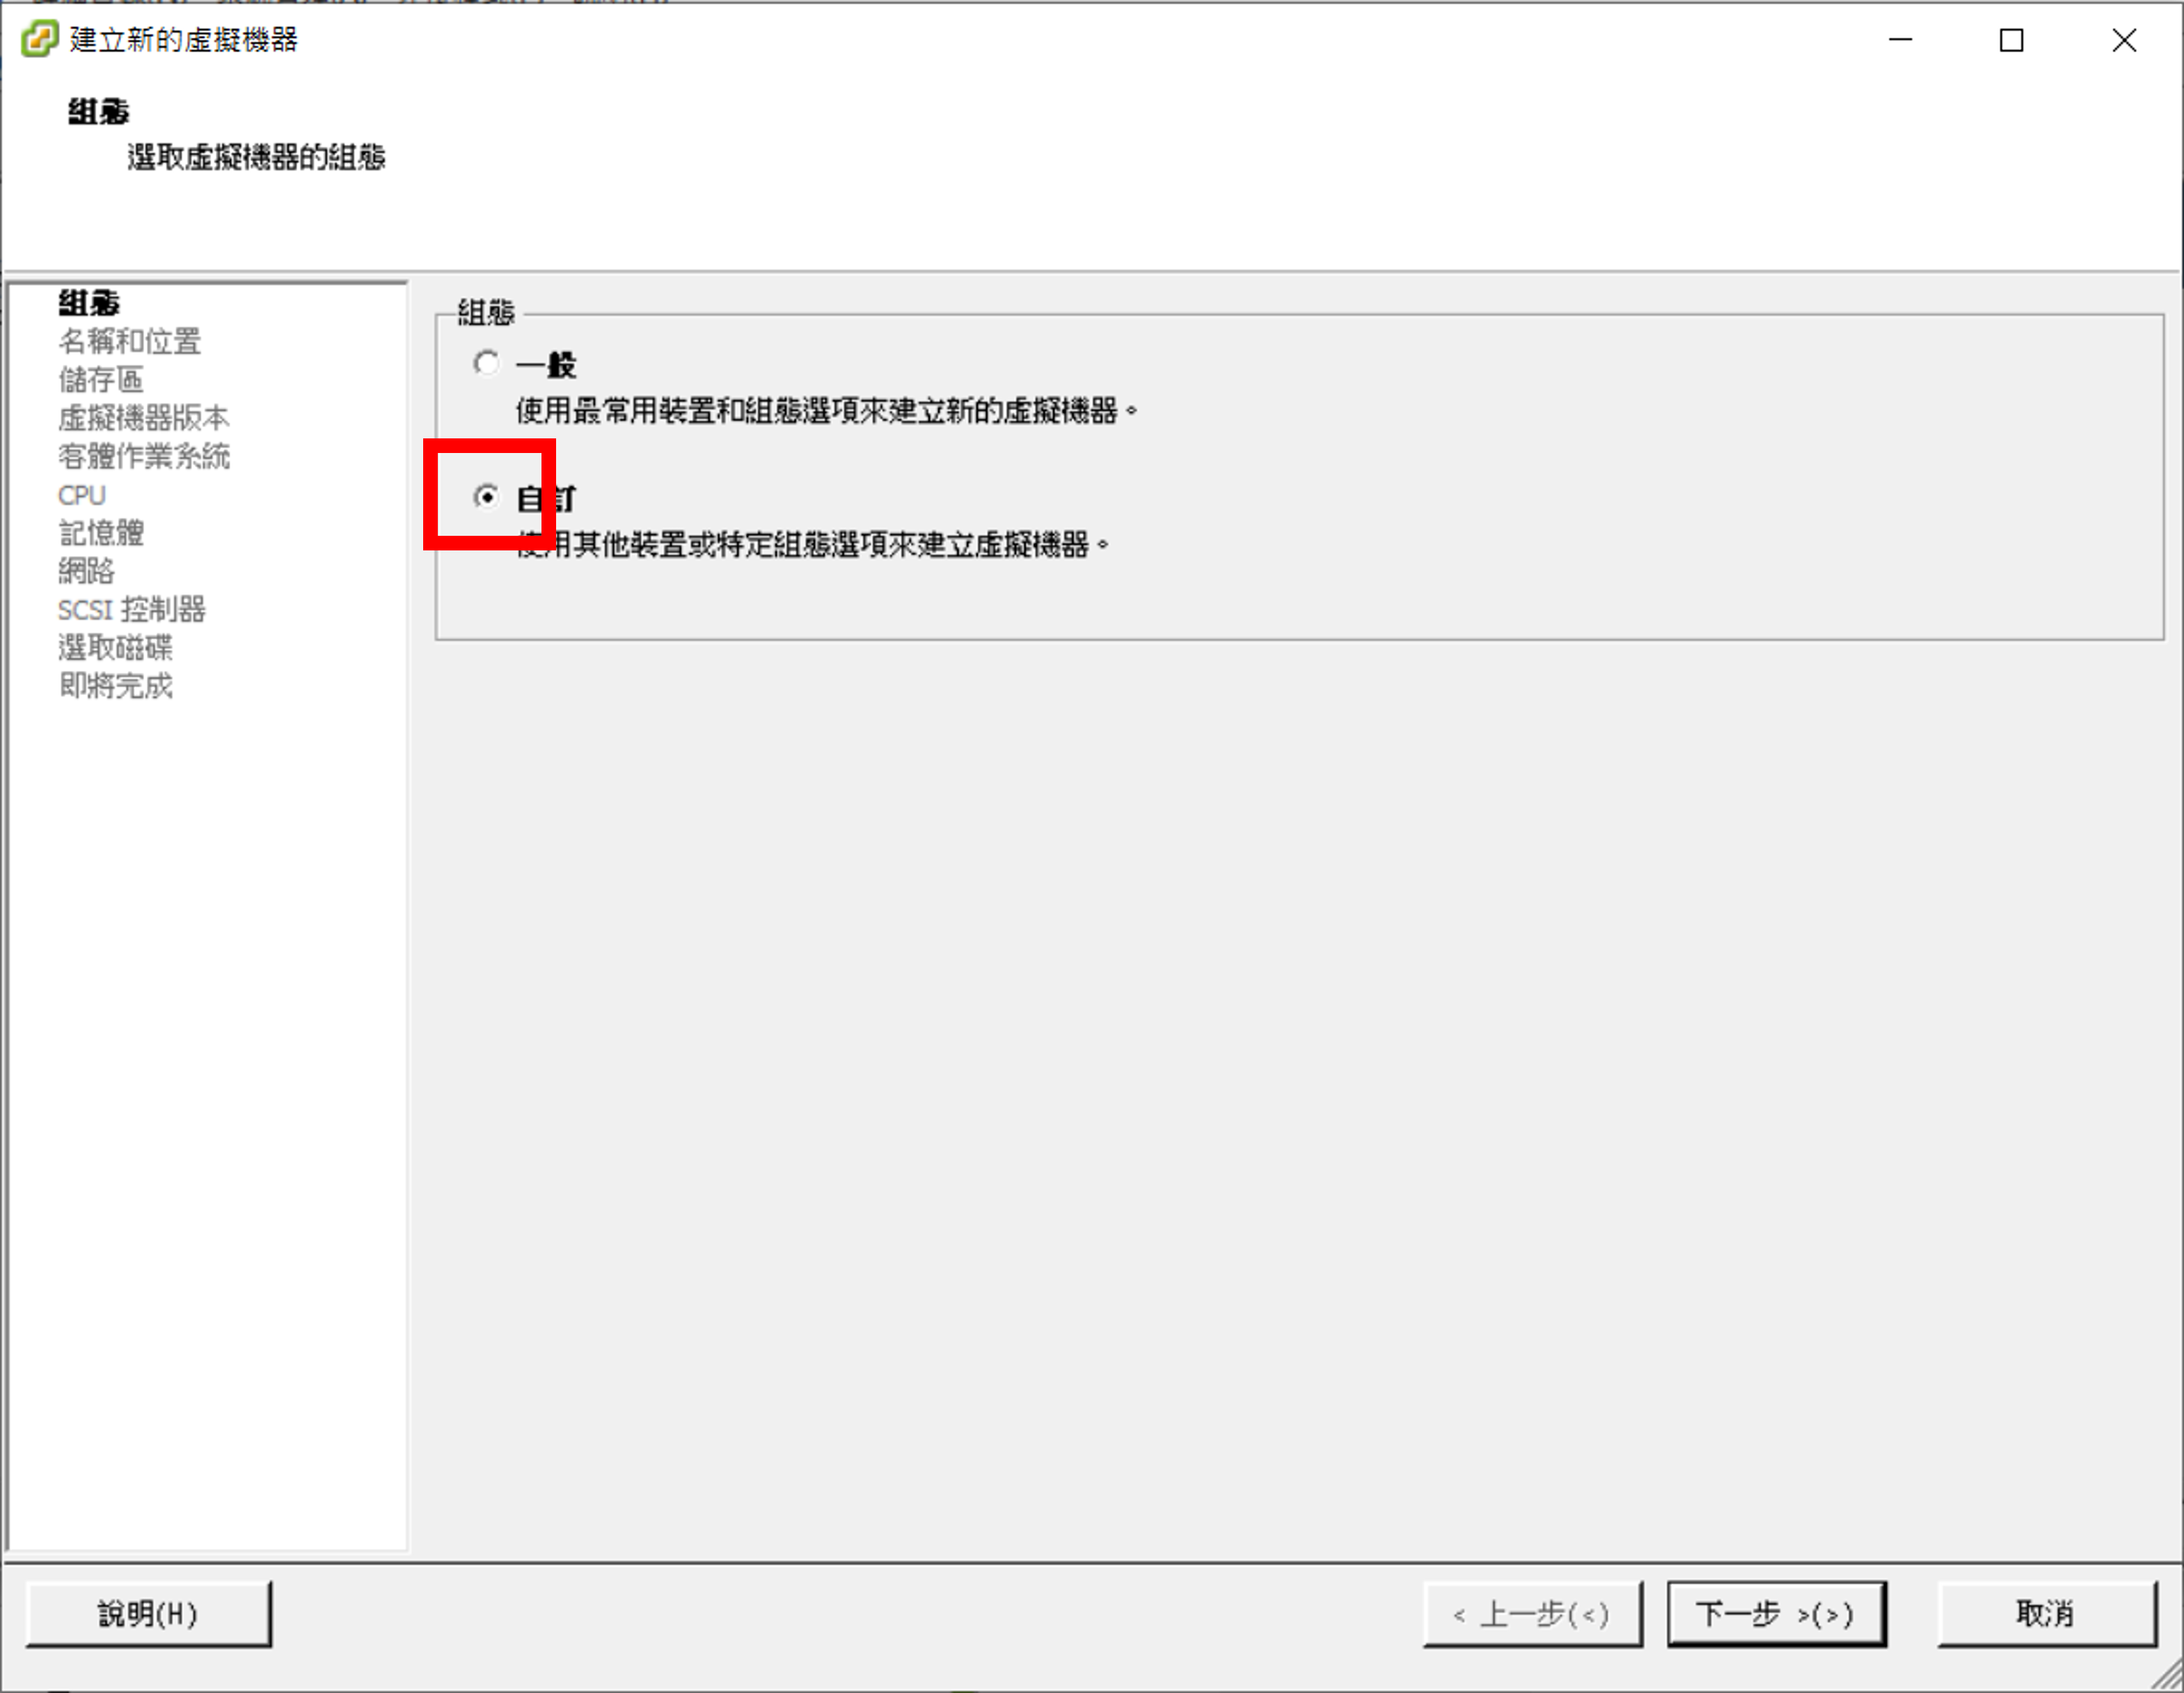 建立新的虛擬機器
組態
選取虛擬機器的組態
組態
名稱和位置
儲存區
虛擬機器版本
客體作業系統
CPU
記憶體
網路
SCSI 控制器
選取磁碟
即將完成
組態
一般
使用最常用裝置和組態選項來建立新的虛擬機器。
自訂
使用其他裝置或特定組態選項來建立虛擬機器。
說明(H)
< 上一步(<)
下一步 >(>)
取消